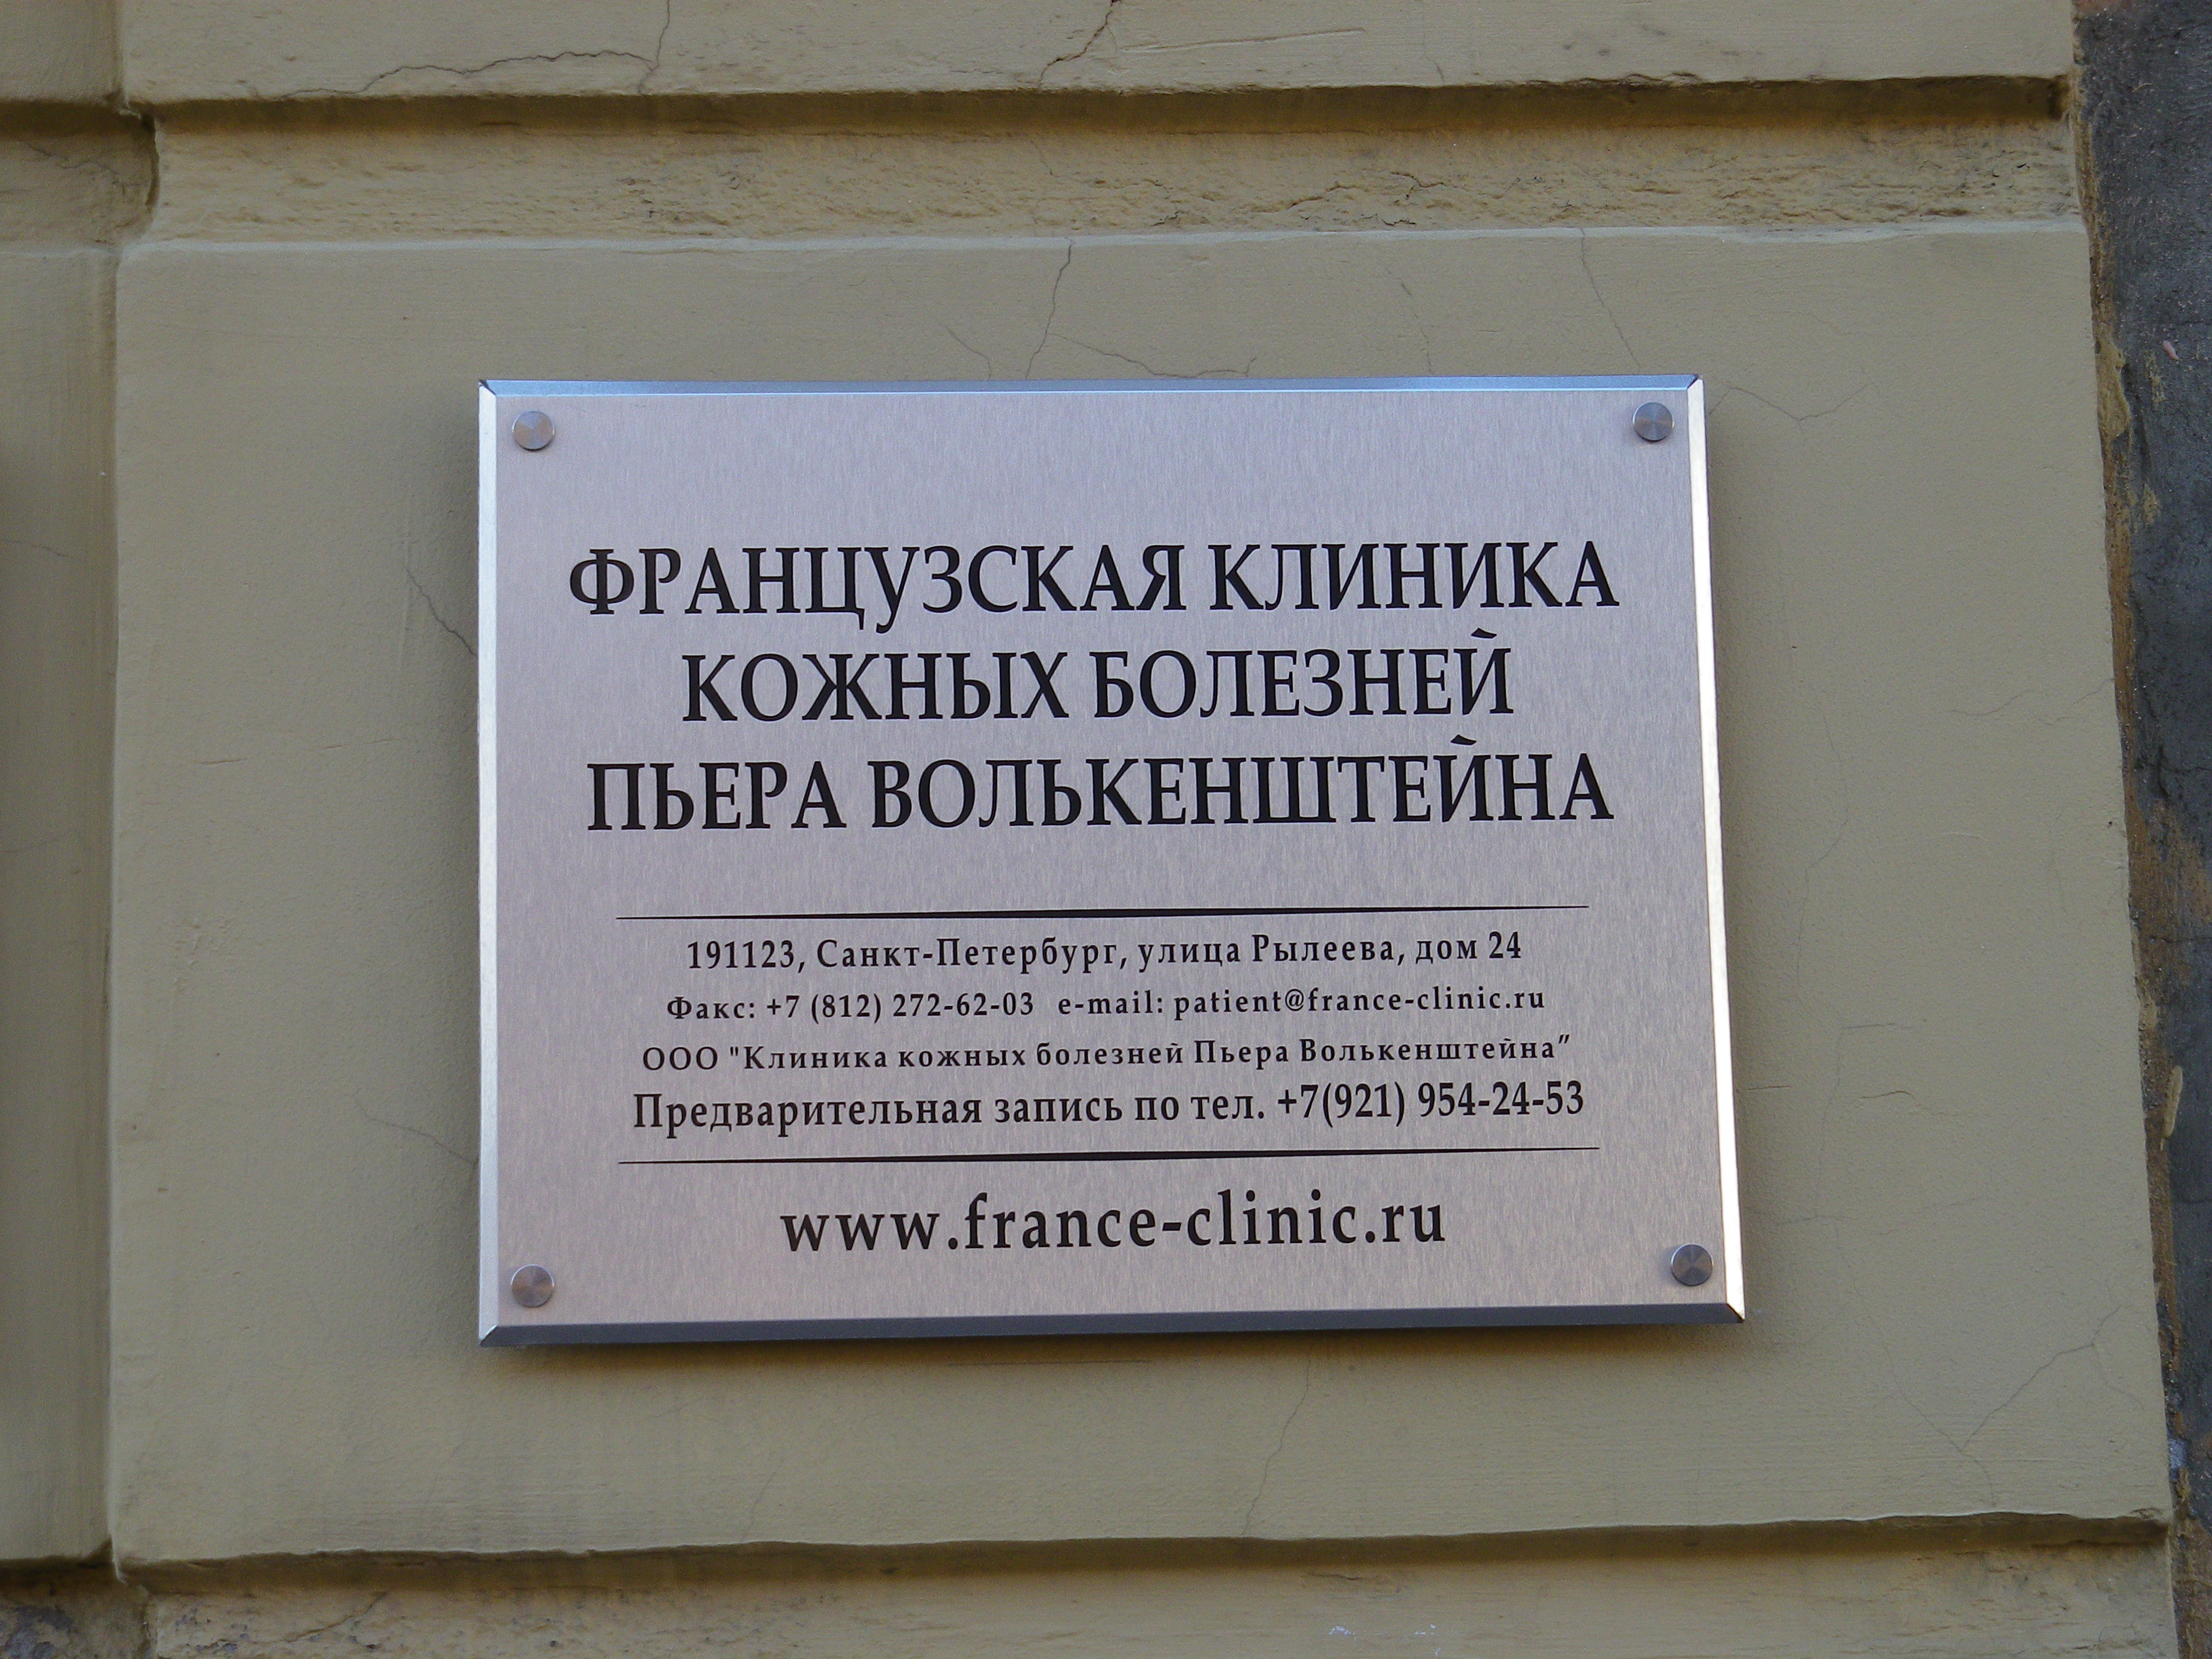 ФРАНЦУЗСКАЯ КЛИНИКА
КОЖНЫХ БОЛЕЗНЕЙ
ПЬЕРА ВОЛЬКЕНШТЕЙНА
191123, Санкт-Петербург, улица Рылеева, дом 24
Факс: +7 (812) 272-62-03 e-mail: patient@france-clinic.ru
ООО "Клиника кожных болезней Пьера Волькенштейна”
Предварительная запись по тел. +7(921) 954-24-53
www.france-clinic.ru